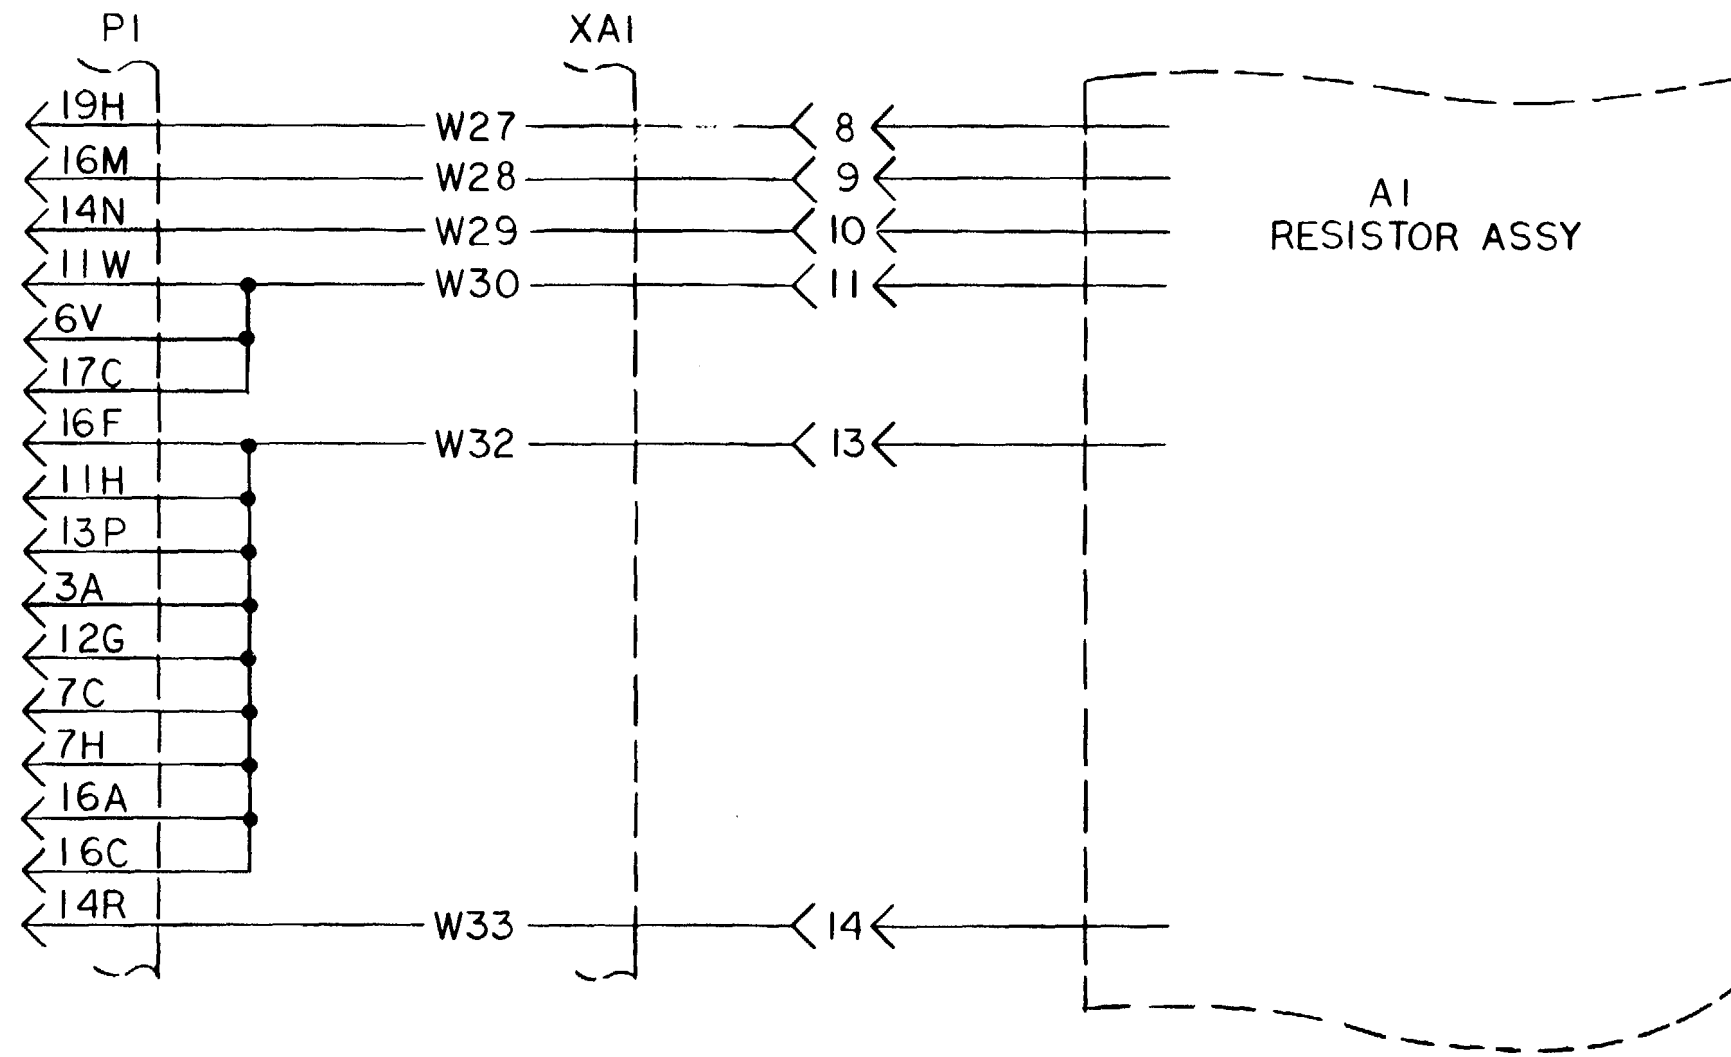 P1 XA1
19H W27 8
16M W28 9
A1
14N W29 10 RESISTOR ASSY
11W W30 11
6V
17C
16F W32 13
11H
13P
3A
12G
7C
7H
16A
16C
14R W33 14